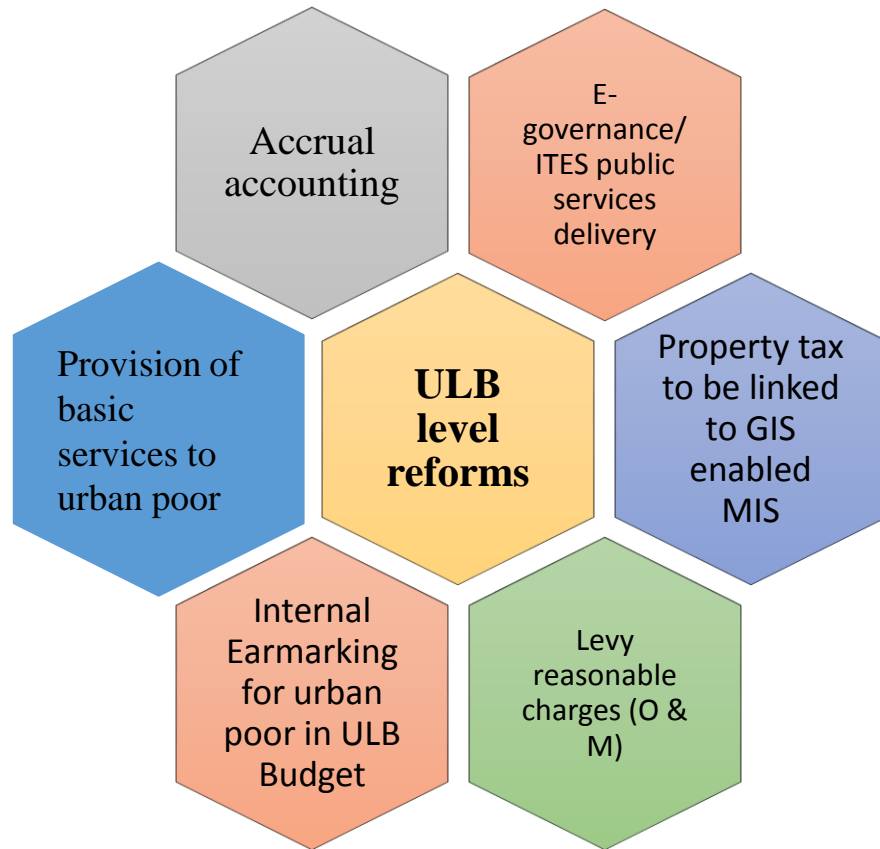 Accrual
accounting
E-
governance/
ITES public
services
delivery
Provision of
basic
services to
urban poor
ULB
level
reforms
Property tax
to be linked
to GIS
enabled
MIS
Internal
Earmarking
for urban
poor in ULB
Budget
Levy
reasonable
charges (O &
M)